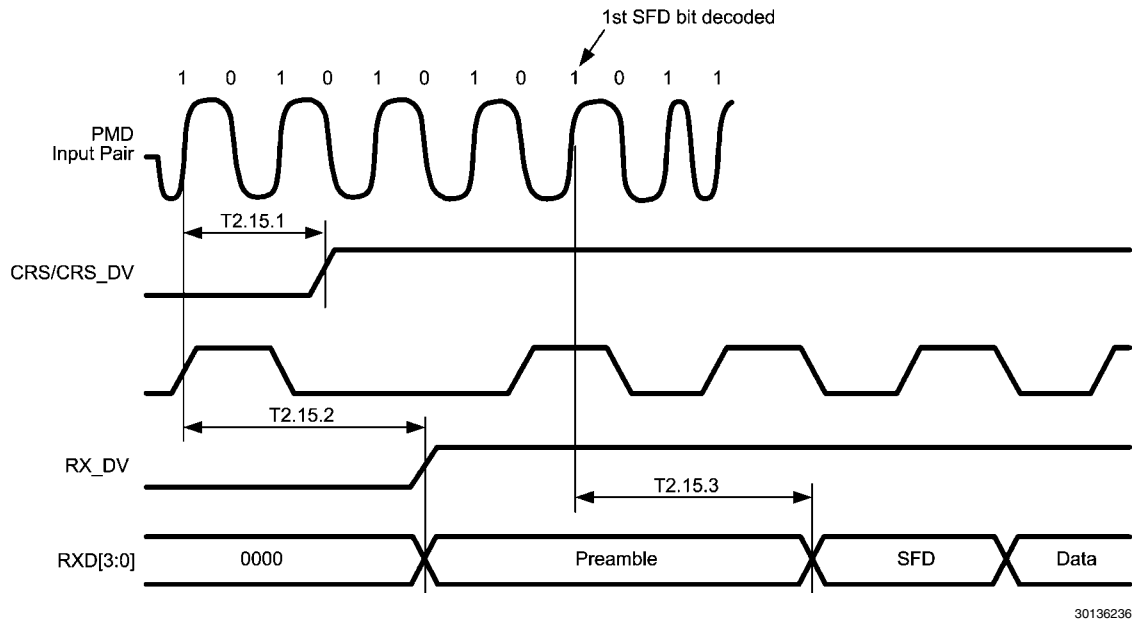 1st SFD bit decoded
1 0 1 0 1 0 1 0 1 0 1 1
PMD
Input Pair
T2.15.1
CRS/CRS_DV
T2.15.2
RX_DV
T2.15.3
RXD[3:0] 0000 Preamble SFD Data
30136236